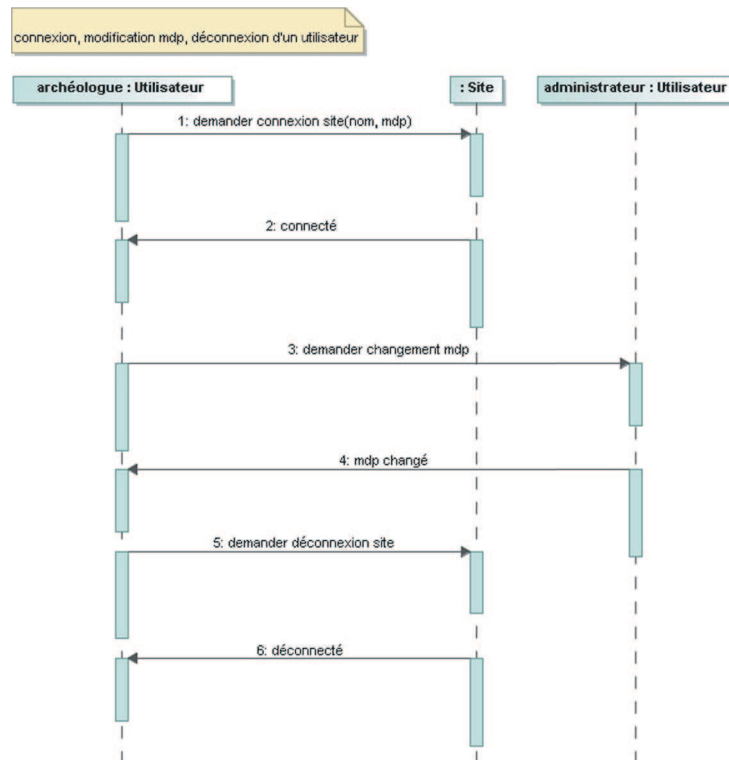 connexion, modification mdp, déconnexion d'un utilisateur
archéologue : Utilisateur
: Site
administrateur : Utilisateur
1: demander connexion site(nom, mdp)
2: connecté
3: demander changement mdp
4: mdp changé
5: demander déconnexion site
6: déconnecté